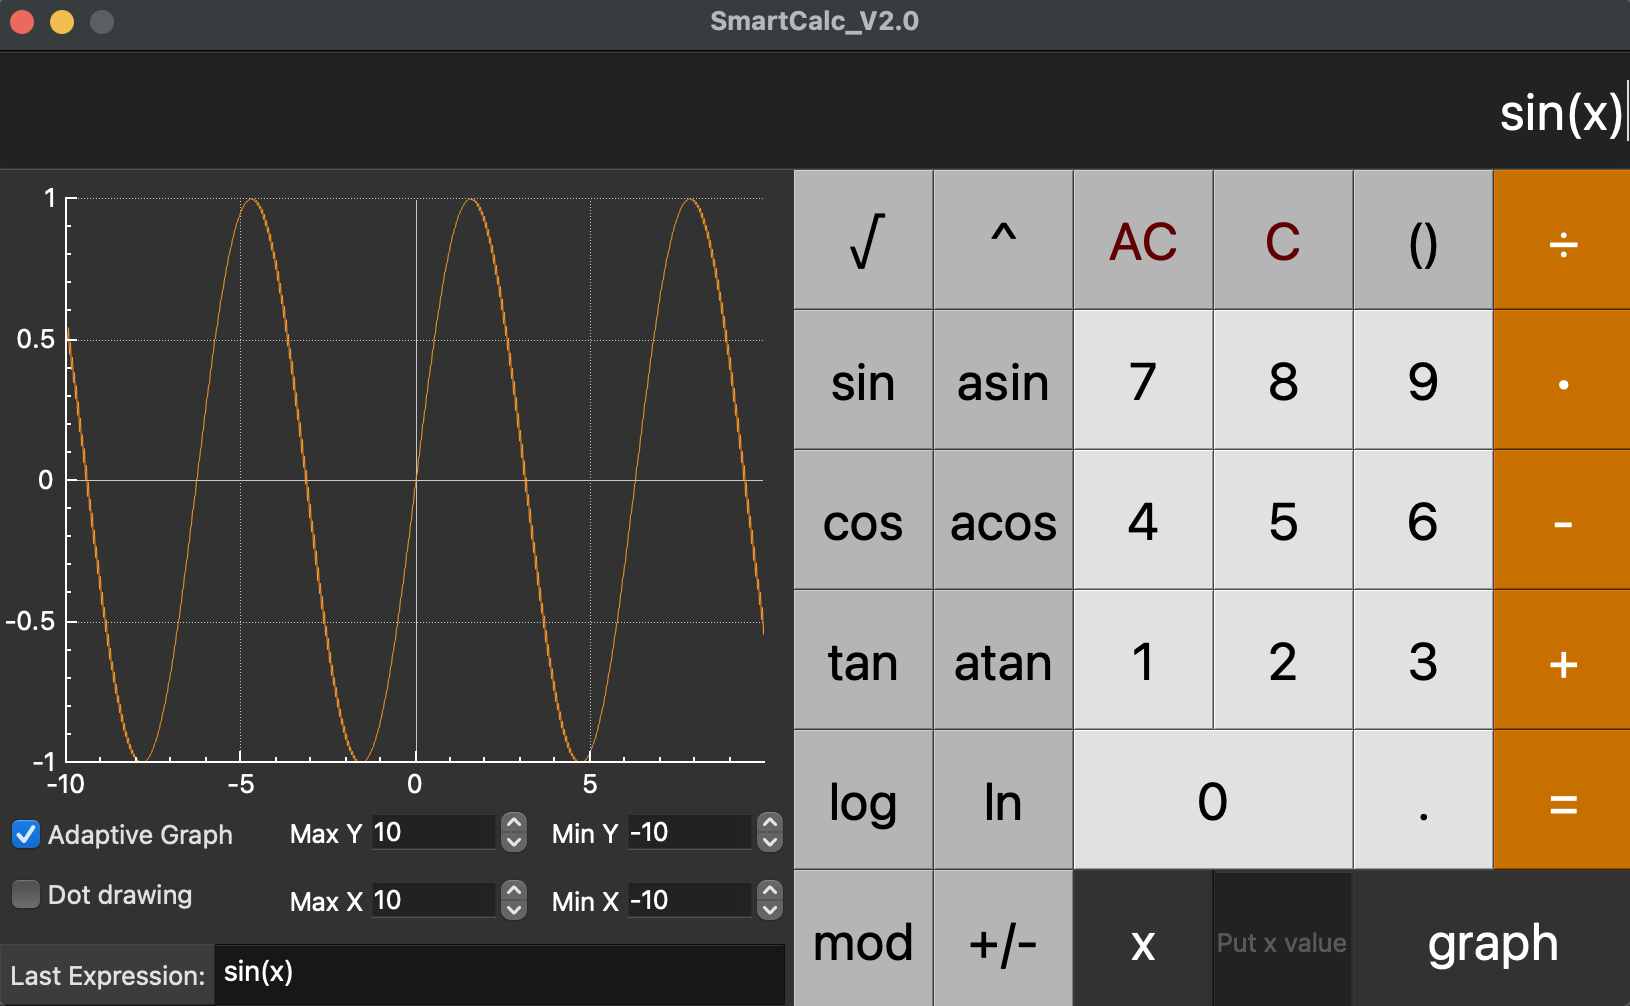 SmartCalc_V2.0
sin(x)
1
0.5
0
-0.5
-1
-10 -5 0 5
Adaptive Graph Max Y 10 Min Y -10
Dot drawing Max X 10 Min X -10
Last Expression: sin(x)
√ ^ AC C () ÷
sin asin 7 8 9 ·
cos acos 4 5 6 -
tan atan 1 2 3 +
log ln 0 . =
mod +/- x Put x value graph